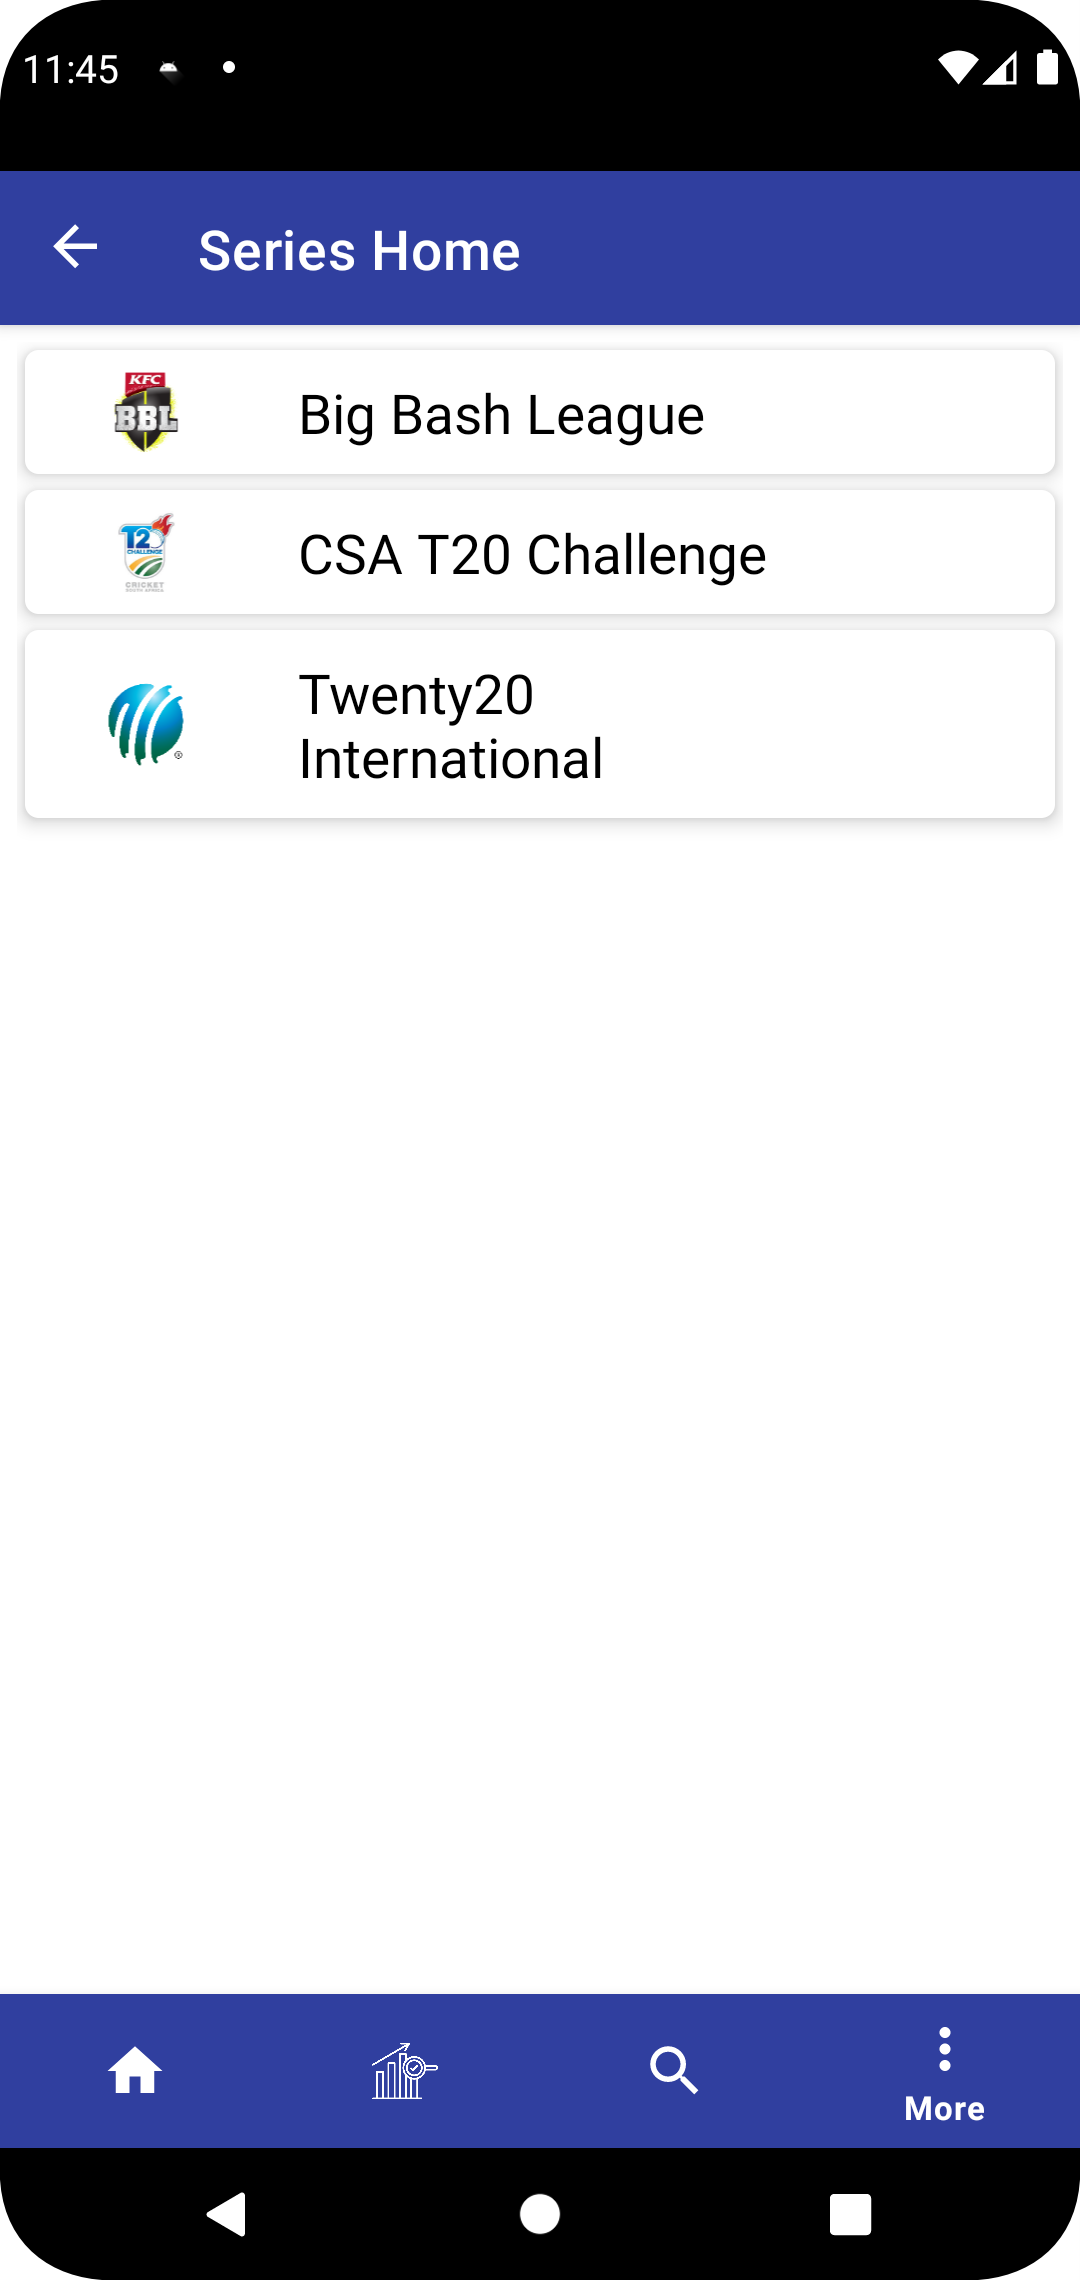 11:45
Series Home
KFC
BBL
Big Bash League
T20
CHALLENGE
CRICKET
SOUTH AFRICA
CSA T20 Challenge
Twenty20
International
®
More